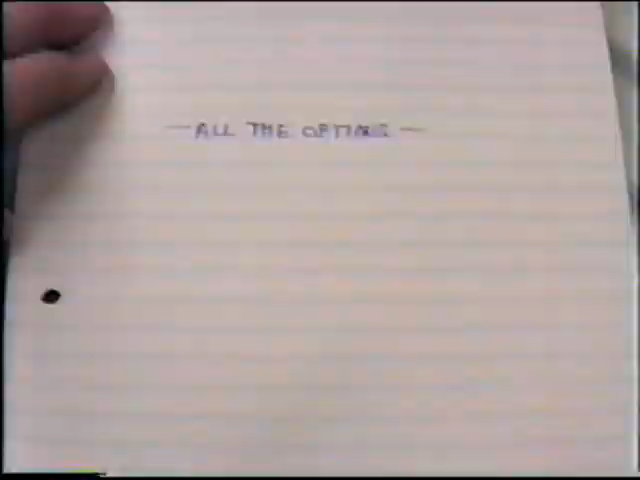 — ALL THE OPTIONS —